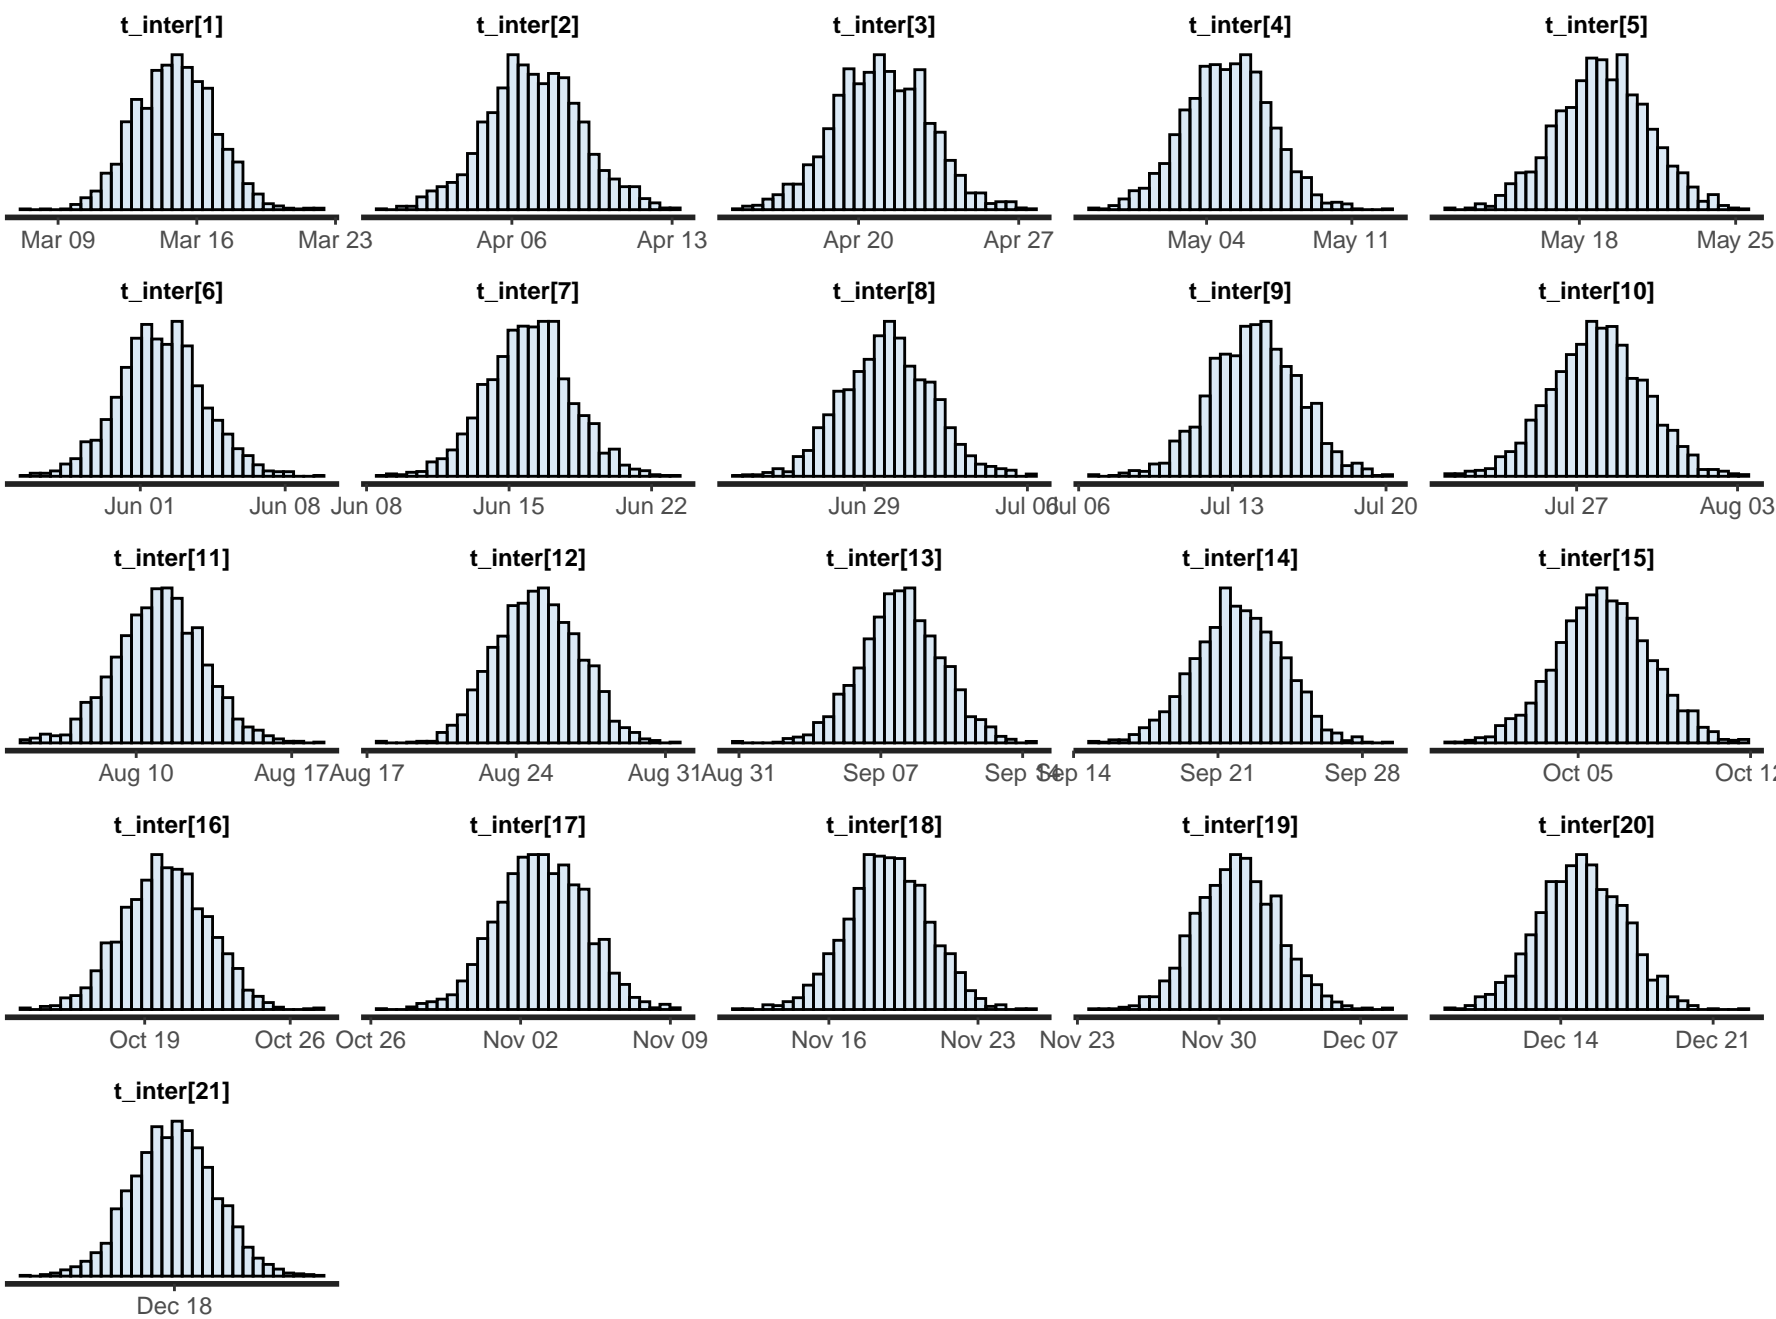 t_inter[1] t_inter[2] t_inter[3] t_inter[4] t_inter[5]
Mar 09 Mar 16 Mar 23 Apr 06 Apr 13 Apr 20 Apr 27 May 04 May 11 May 18 May 25
t_inter[6] t_inter[7] t_inter[8] t_inter[9] t_inter[10]
Jun 01 Jun 08 Jun 08 Jun 15 Jun 22 Jun 29 Jul 06 Jul 06 Jul 13 Jul 20 Jul 27 Aug 03
t_inter[11] t_inter[12] t_inter[13] t_inter[14] t_inter[15]
Aug 10 Aug 17 Aug 17 Aug 24 Aug 31 Aug 31 Sep 07 Sep 14 Sep 14 Sep 21 Sep 28 Oct 05 Oct 12
t_inter[16] t_inter[17] t_inter[18] t_inter[19] t_inter[20]
Oct 19 Oct 26 Oct 26 Nov 02 Nov 09 Nov 16 Nov 23 Nov 23 Nov 30 Dec 07 Dec 14 Dec 21
t_inter[21]
Dec 18